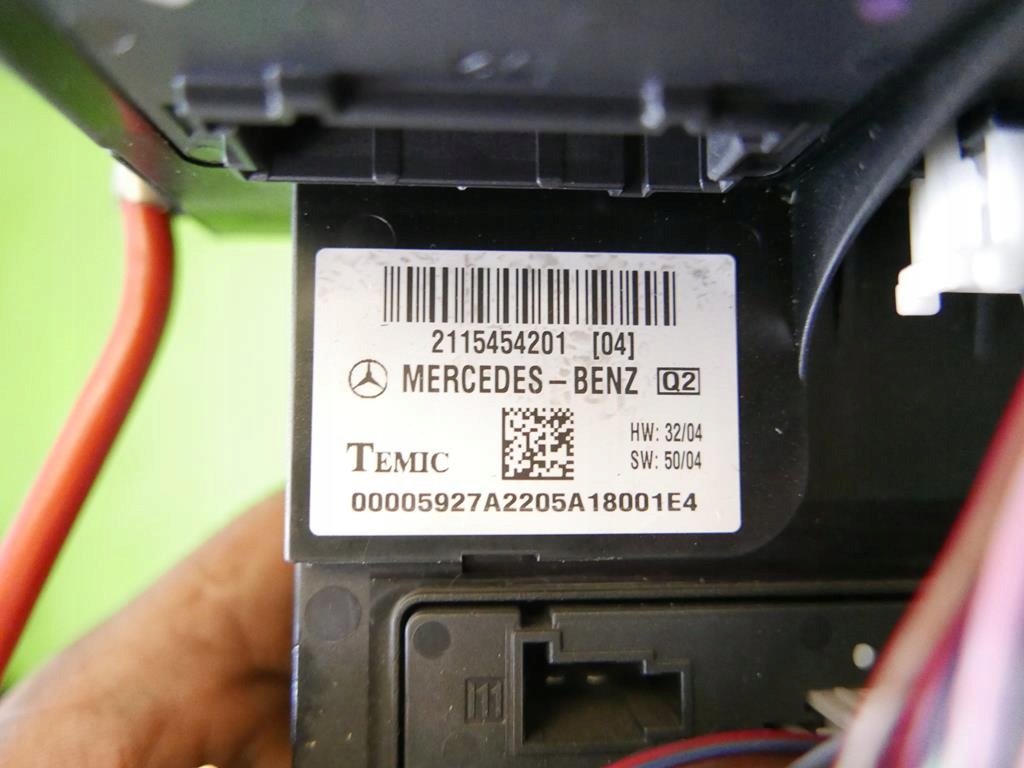 2115454201 [04]
MERCEDES-BENZ Q2
HW: 32/04
TEMIC
SW: 50/04
00005927A2205A18001E4